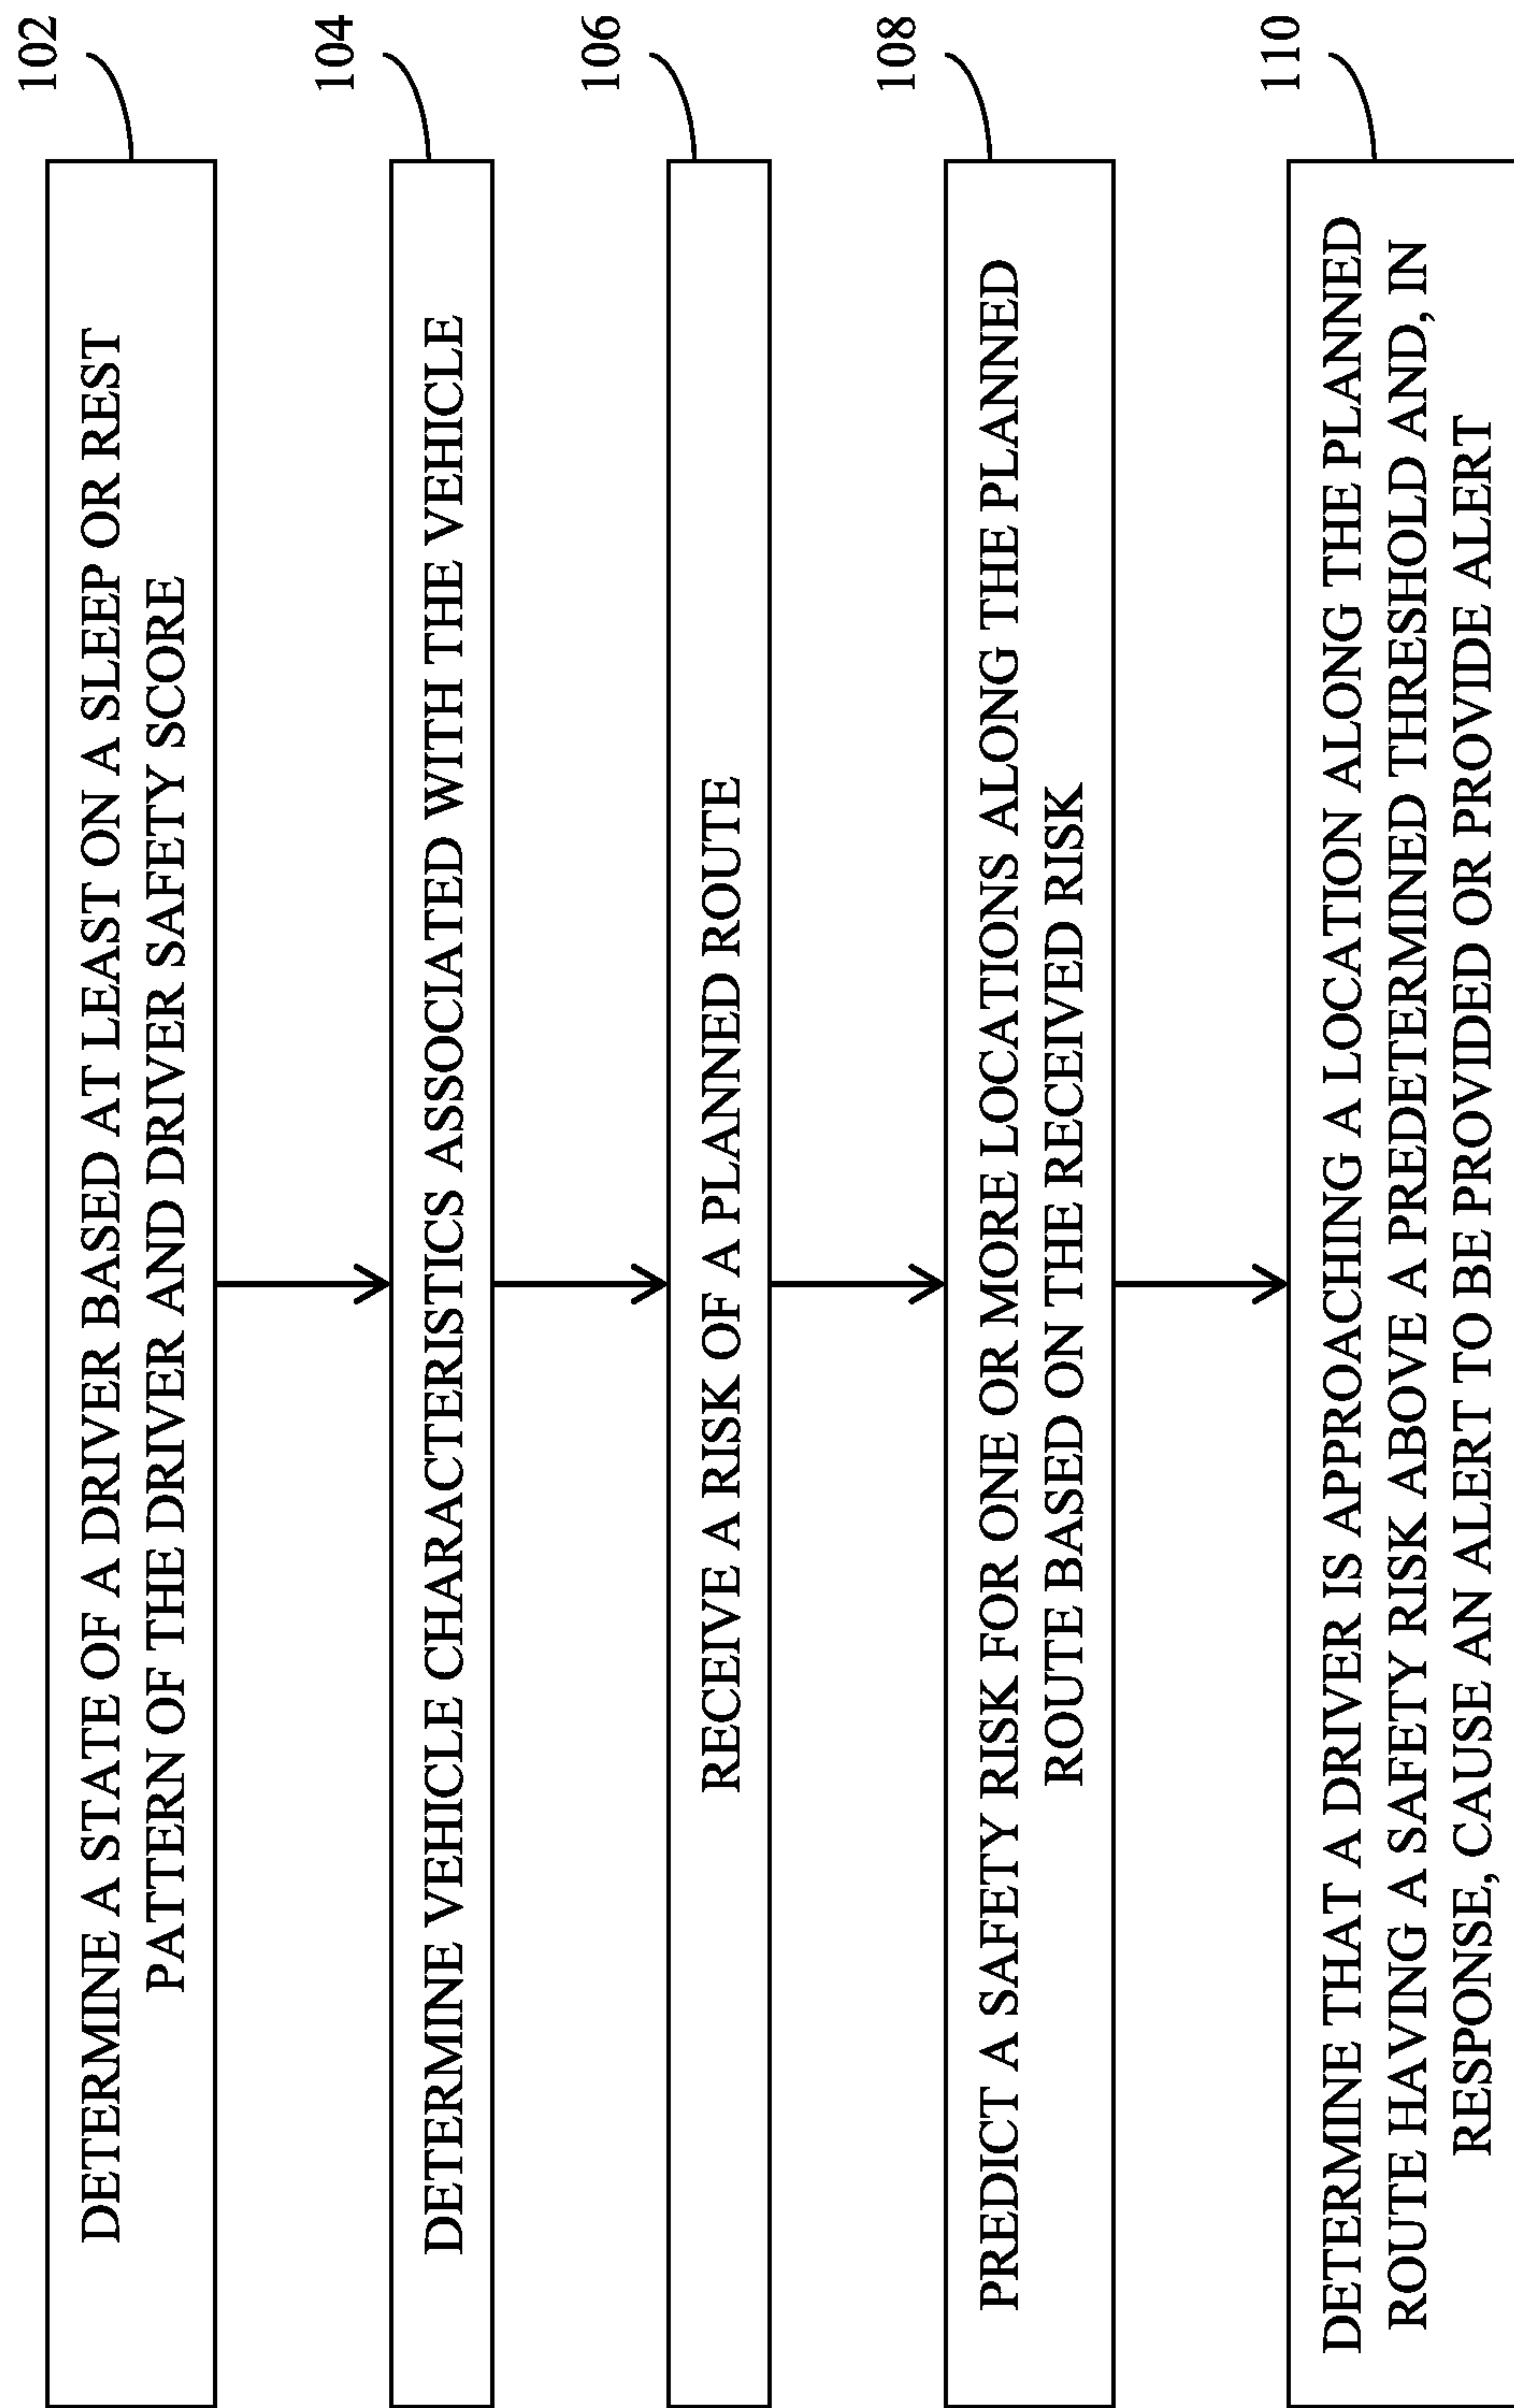 102
DETERMINE A STATE OF A DRIVER BASED AT LEAST ON A SLEEP OR REST
PATTERN OF THE DRIVER AND DRIVER SAFETY SCORE
104
DETERMINE VEHICLE CHARACTERISTICS ASSOCIATED WITH THE VEHICLE
106
RECEIVE A RISK OF A PLANNED ROUTE
108
PREDICT A SAFETY RISK FOR ONE OR MORE LOCATIONS ALONG THE PLANNED
ROUTE BASED ON THE RECEIVED RISK
110
DETERMINE THAT A DRIVER IS APPROACHING A LOCATION ALONG THE PLANNED
ROUTE HAVING A SAFETY RISK ABOVE A PREDETERMINED THRESHOLD AND, IN
RESPONSE, CAUSE AN ALERT TO BE PROVIDED OR PROVIDE ALERT